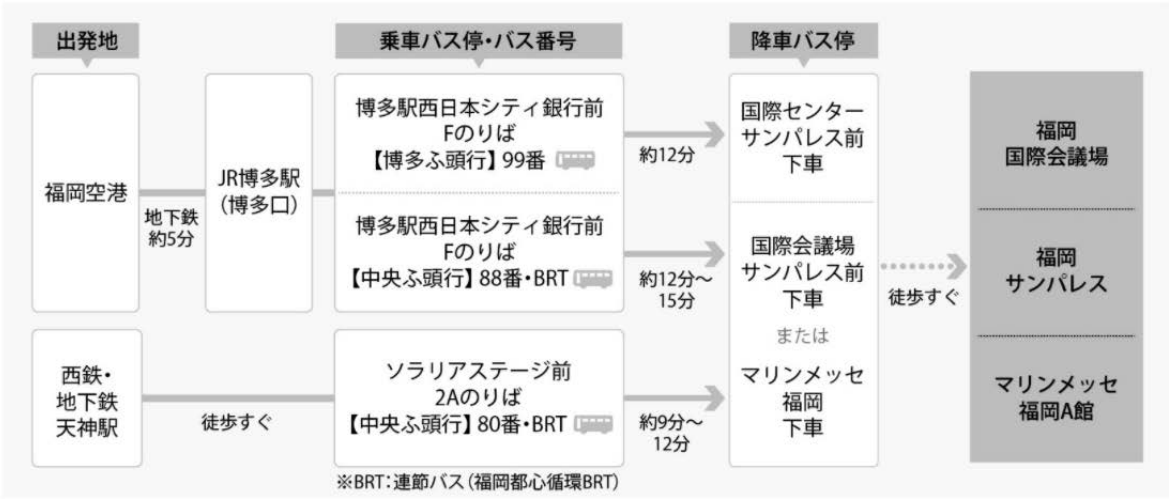 出発地
乗車バス停・バス番号
降車バス停
福岡空港
地下鉄
約5分
JR博多駅
(博多口)
博多駅西日本シティ銀行前
Fのりば
【博多ふ頭行】99番
約12分
国際センター
サンパレス前
下車
博多駅西日本シティ銀行前
Fのりば
【中央ふ頭行】88番・BRT
約12分～
15分
国際会議場
サンパレス前
下車
または
マリンメッセ
福岡
下車
西鉄・
地下鉄
天神駅
徒歩すぐ
ソラリアステージ前
2Aのりば
【中央ふ頭行】80番・BRT
約9分～
12分
徒歩すぐ
福岡
国際会議場
福岡
サンパレス
マリンメッセ
福岡A館
※BRT:連節バス(福岡都心循環BRT)